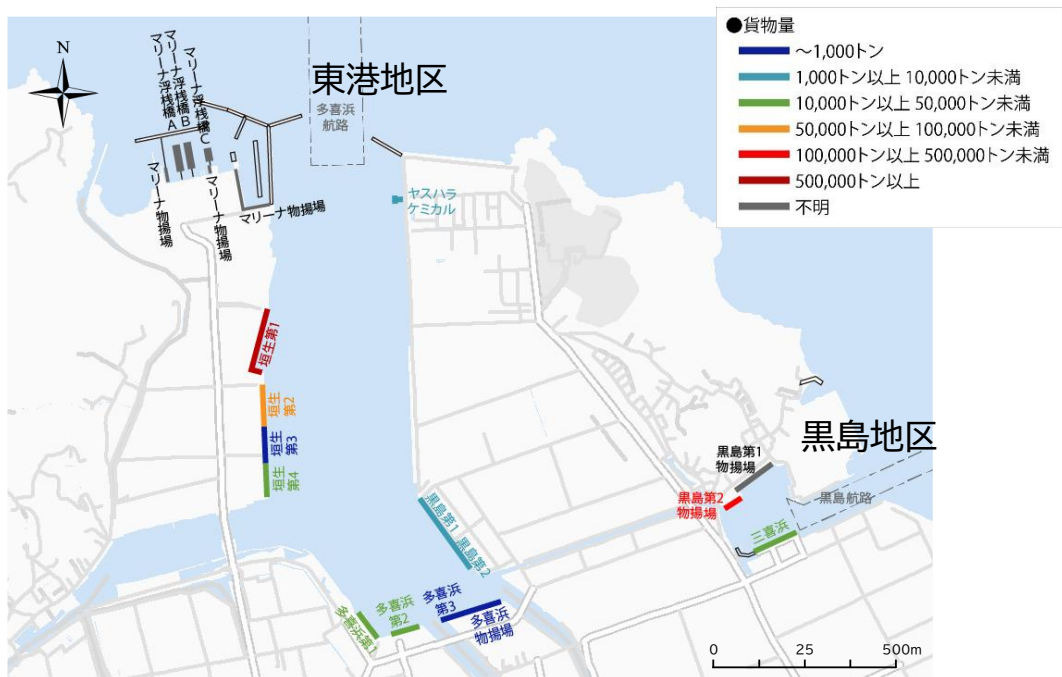 ●貨物量
～1,000トン
1,000トン以上 10,000トン未満
10,000トン以上 50,000トン未満
50,000トン以上 100,000トン未満
100,000トン以上 500,000トン未満
500,000トン以上
不明
N
マリーナ浮桟橋A
マリーナ浮桟橋B
マリーナ浮桟橋C
東港地区
多喜浜
航路
マリーナ物揚場
マリーナ物揚場
マリーナ物揚場
ヤスハラ
ケミカル
垣生第1
垣生
第2
垣生
第3
垣生
第4
黒島地区
黒島第1
物揚場
黒島第2
物揚場
黒島航路
三喜浜
黒島第1
黒島第2
多喜浜第1
多喜浜
第2
多喜浜
第3
多喜浜
物揚場
0
25
500m